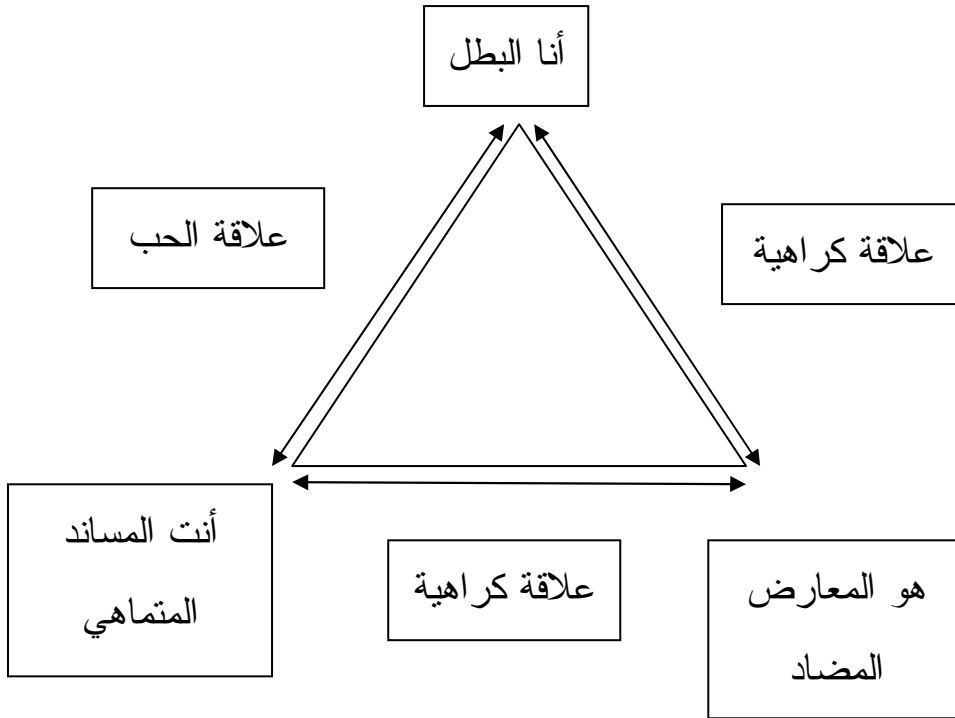 أنا البطل
علاقة الحب
علاقة كراهية
أنت المساند
المتماهي
علاقة كراهية
هو المعارض
المضاد